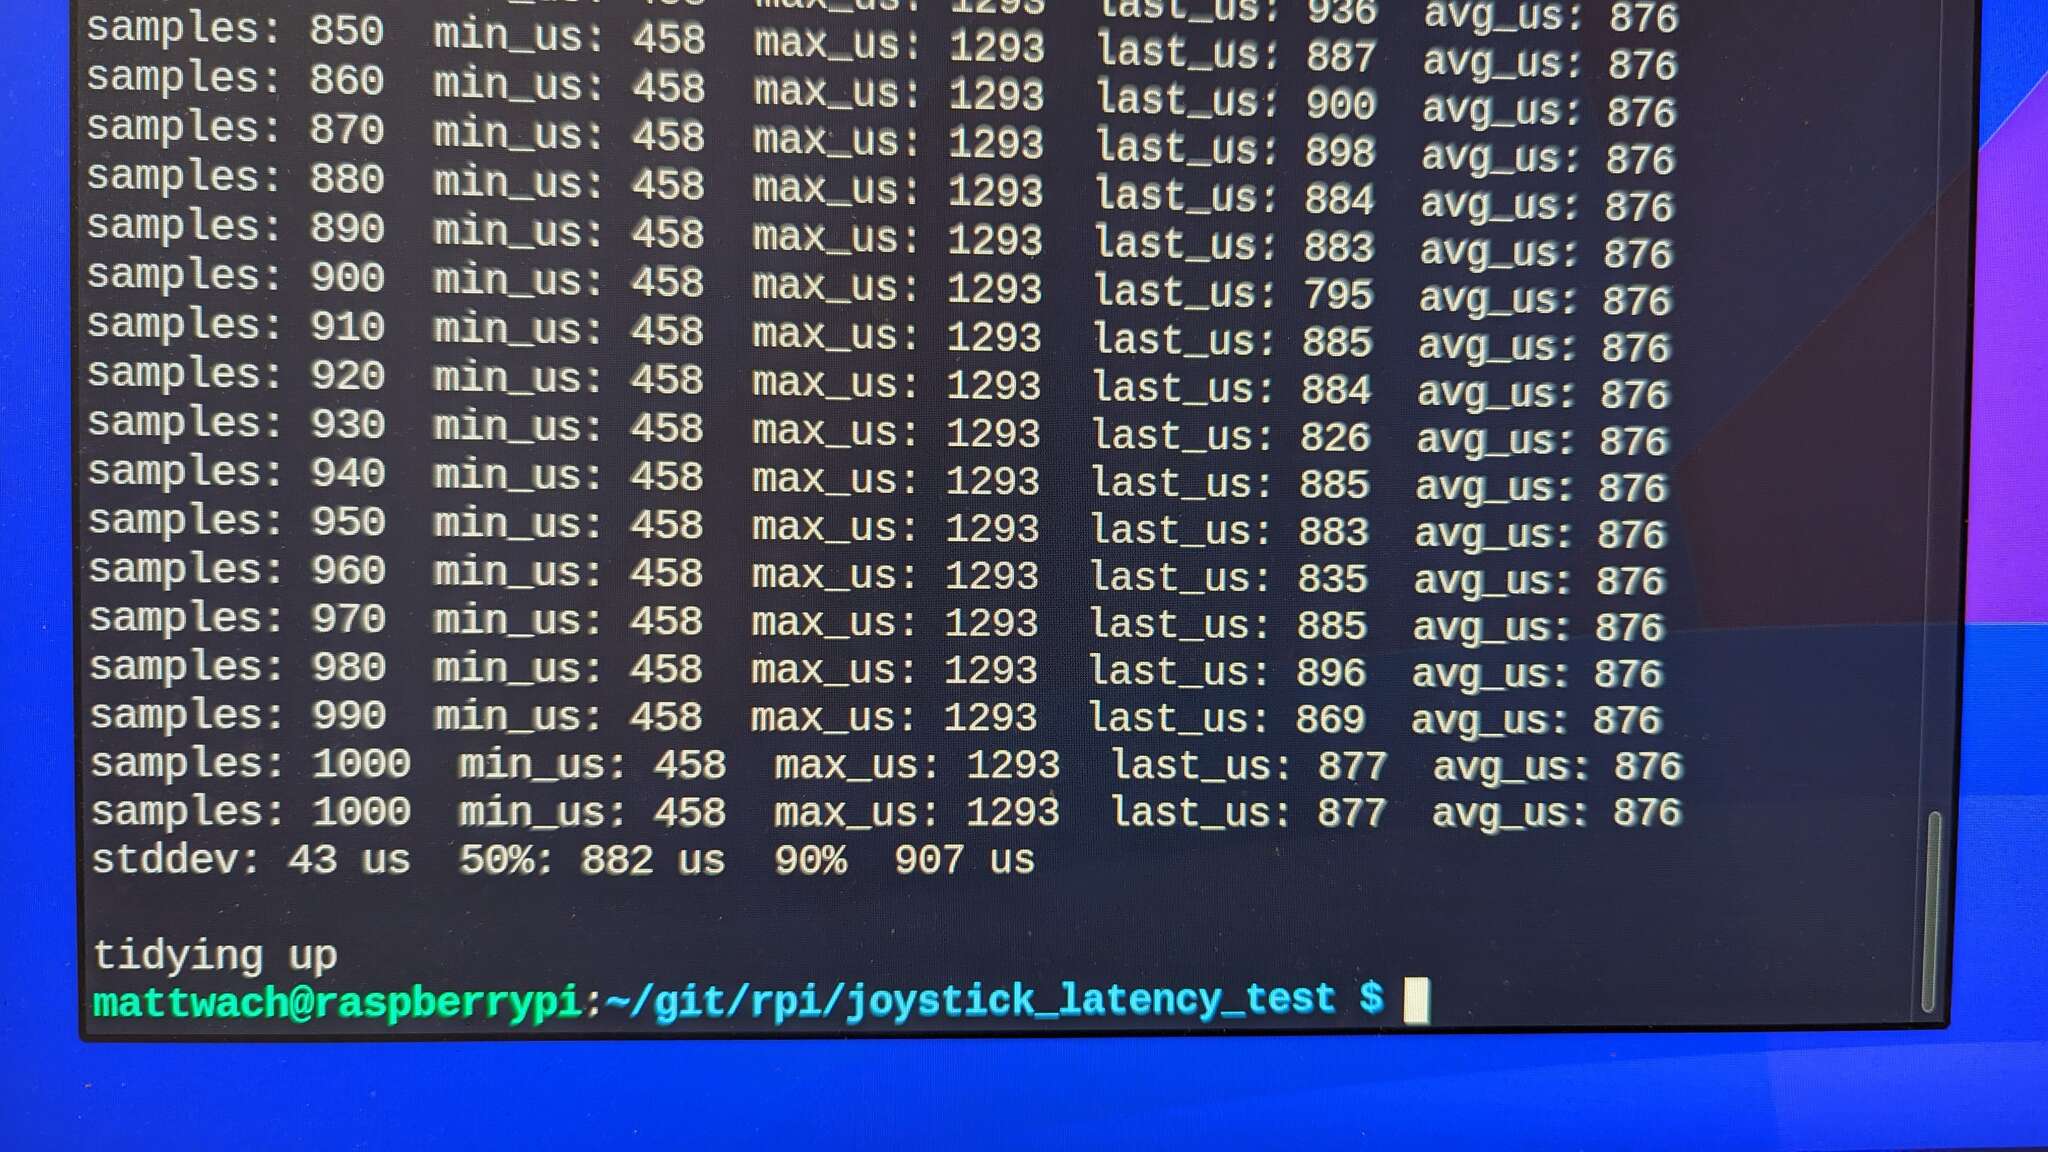 max_us: 1293 last_us: 936 avg_us: 876
samples: 850 min_us: 458 max_us: 1293 last_us: 887 avg_us: 876
samples: 860 min_us: 458 max_us: 1293 last_us: 900 avg_us: 876
samples: 870 min_us: 458 max_us: 1293 last_us: 898 avg_us: 876
samples: 880 min_us: 458 max_us: 1293 last_us: 884 avg_us: 876
samples: 890 min_us: 458 max_us: 1293 last_us: 883 avg_us: 876
samples: 900 min_us: 458 max_us: 1293 last_us: 795 avg_us: 876
samples: 910 min_us: 458 max_us: 1293 last_us: 885 avg_us: 876
samples: 920 min_us: 458 max_us: 1293 last_us: 884 avg_us: 876
samples: 930 min_us: 458 max_us: 1293 last_us: 826 avg_us: 876
samples: 940 min_us: 458 max_us: 1293 last_us: 885 avg_us: 876
samples: 950 min_us: 458 max_us: 1293 last_us: 883 avg_us: 876
samples: 960 min_us: 458 max_us: 1293 last_us: 835 avg_us: 876
samples: 970 min_us: 458 max_us: 1293 last_us: 885 avg_us: 876
samples: 980 min_us: 458 max_us: 1293 last_us: 896 avg_us: 876
samples: 990 min_us: 458 max_us: 1293 last_us: 869 avg_us: 876
samples: 1000 min_us: 458 max_us: 1293 last_us: 877 avg_us: 876
samples: 1000 min_us: 458 max_us: 1293 last_us: 877 avg_us: 876
stddev: 43 us 50%: 882 us 90% 907 us
tidying up
mattwach@raspberrypi:~/git/rpi/joystick_latency_test $